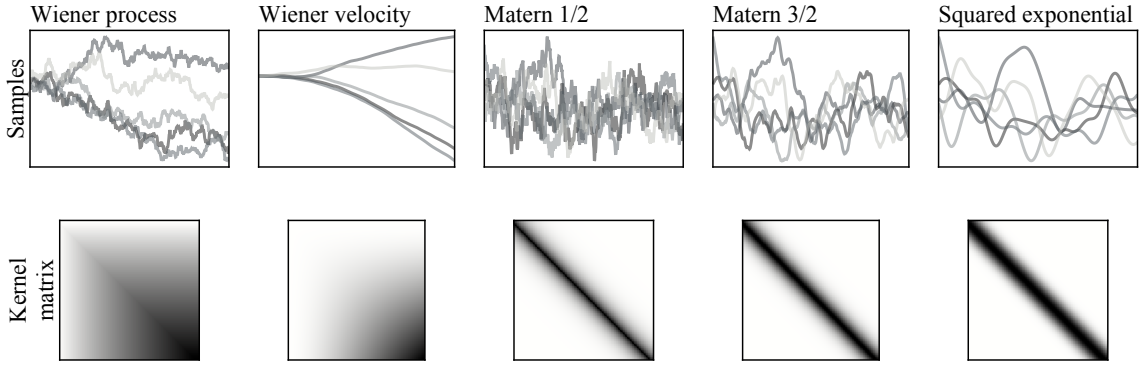 Wiener process
Wiener velocity
Matern 1/2
Matern 3/2
Squared exponential
Samples
Kernel
matrix